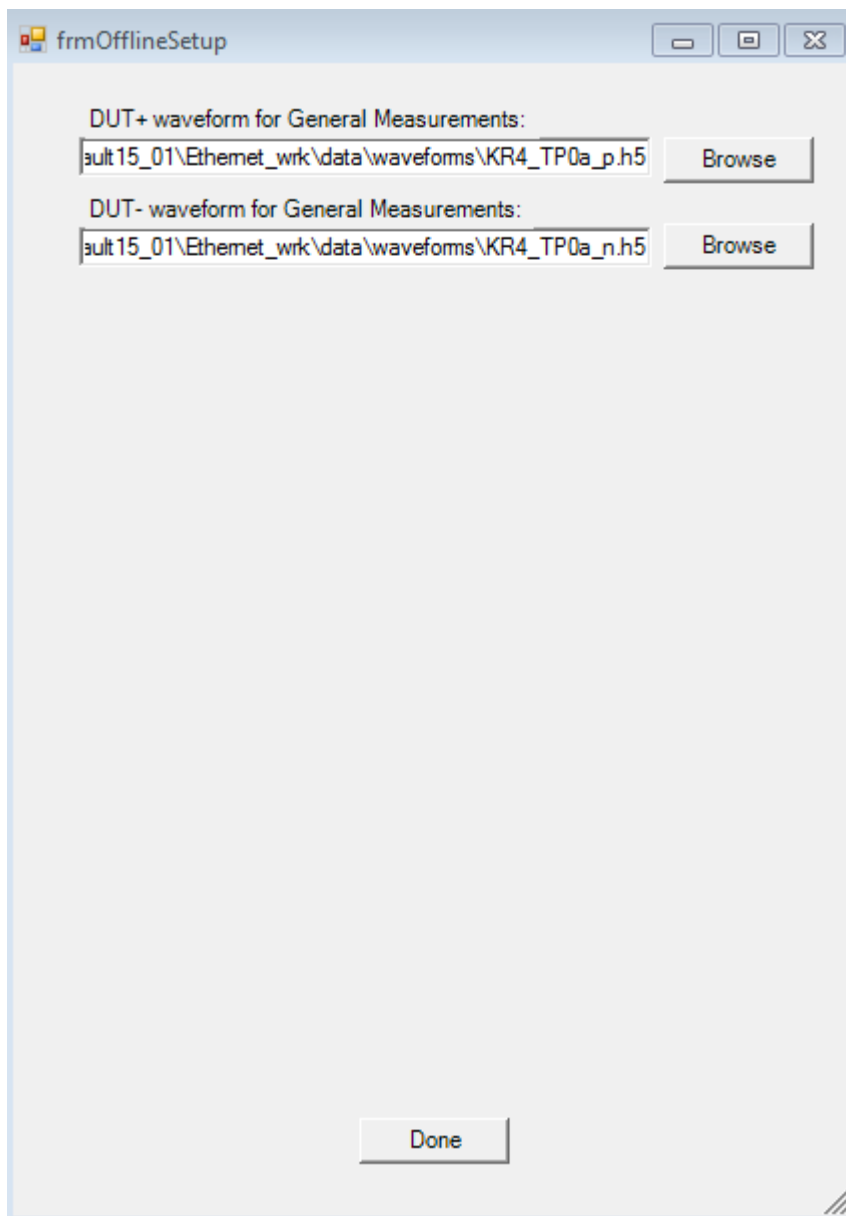 frmOfflineSetup
DUT+ waveform for General Measurements:
ault15_01\Ethernet_wrk\data\waveforms\KR4_TP0a_p.h5
Browse
DUT- waveform for General Measurements:
ault15_01\Ethernet_wrk\data\waveforms\KR4_TP0a_n.h5
Browse
Done